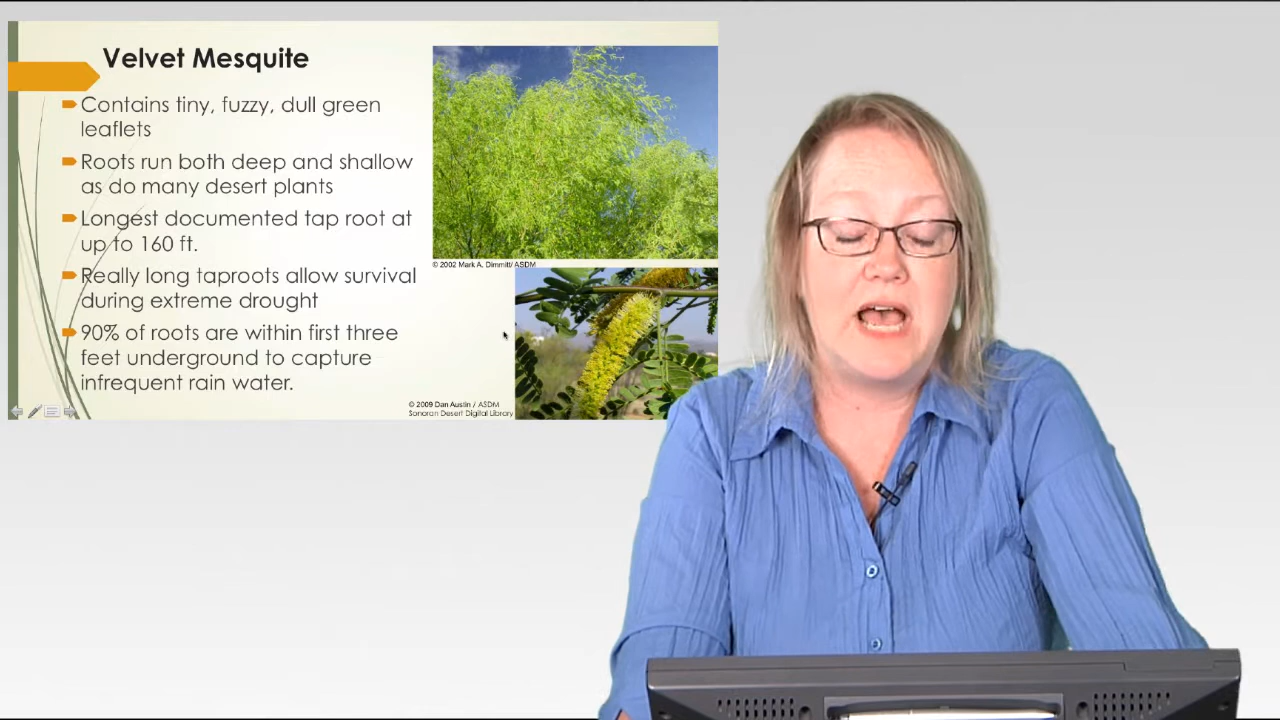 Velvet Mesquite
Contains tiny, fuzzy, dull green
leaflets
Roots run both deep and shallow
as do many desert plants
Longest documented tap root at
up to 160 ft.
Really long taproots allow survival
during extreme drought
90% of roots are within first three
feet underground to capture
infrequent rain water.
© 2002 Mark A. Dimmitt/ ASDM
© 2009 Dan Austin / ASDM
Sonoran Desert Digital Library